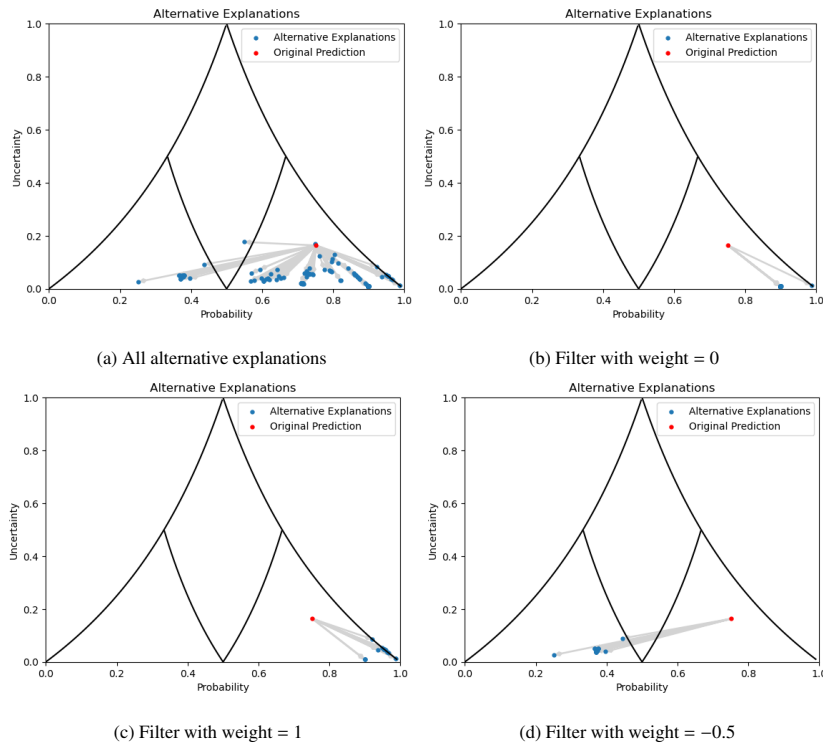 Alternative Explanations
Alternative Explanations
Original Prediction
1.0
0.8
0.6
0.4
0.2
0.0
Uncertainty
0.0 0.2 0.4 0.6 0.8 1.0
Probability
(a) All alternative explanations
Alternative Explanations
Alternative Explanations
Original Prediction
1.0
0.8
0.6
0.4
0.2
0.0
Uncertainty
0.0 0.2 0.4 0.6 0.8 1.0
Probability
(b) Filter with weight = 0
Alternative Explanations
Alternative Explanations
Original Prediction
1.0
0.8
0.6
0.4
0.2
0.0
Uncertainty
0.0 0.2 0.4 0.6 0.8 1.0
Probability
(c) Filter with weight = 1
Alternative Explanations
Alternative Explanations
Original Prediction
1.0
0.8
0.6
0.4
0.2
0.0
Uncertainty
0.0 0.2 0.4 0.6 0.8 1.0
Probability
(d) Filter with weight = −0.5